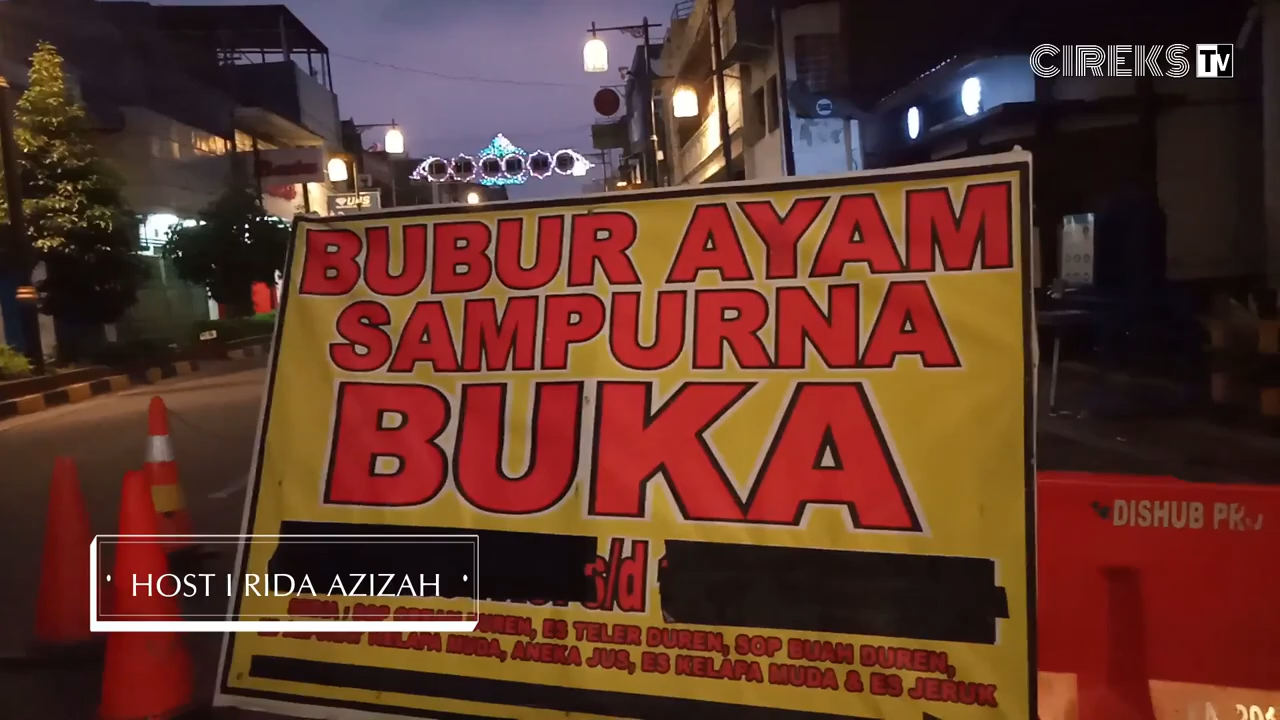 CIREKS TV
BUBUR AYAM
SAMPURNA
BUKA
s/d
DUREN, ES TELER DUREN, SOP BUAH DUREN,
KELAPA MUDA, ANEKA JUS, ES KELAPA MUDA & ES JERUK
DISHUB
HOST I RIDA AZIZAH